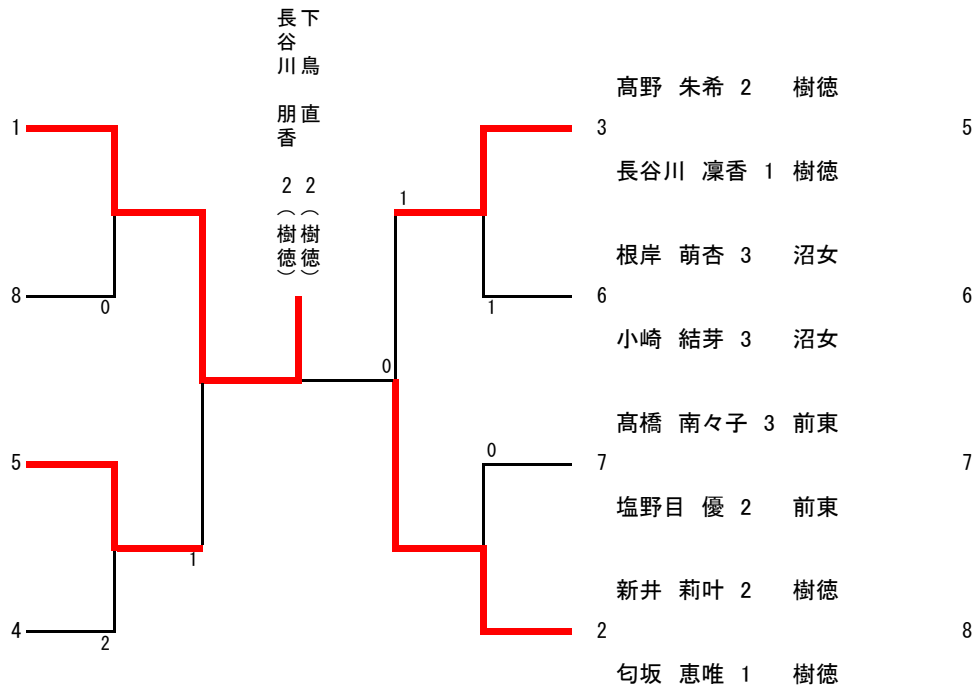 下鳥 直 2 (樹徳)
長谷川 朋香 2 (樹徳)
髙野 朱希 2 樹徳
1
3
5
長谷川 凜香 1 樹徳
1
根岸 萌杏 3 沼女
8
0
1
6
6
小崎 結芽 3 沼女
0
髙橋 南々子 3 前東
5
0
7
7
塩野目 優 2 前東
1
新井 莉叶 2 樹徳
4
2
2
8
匂坂 恵唯 1 樹徳